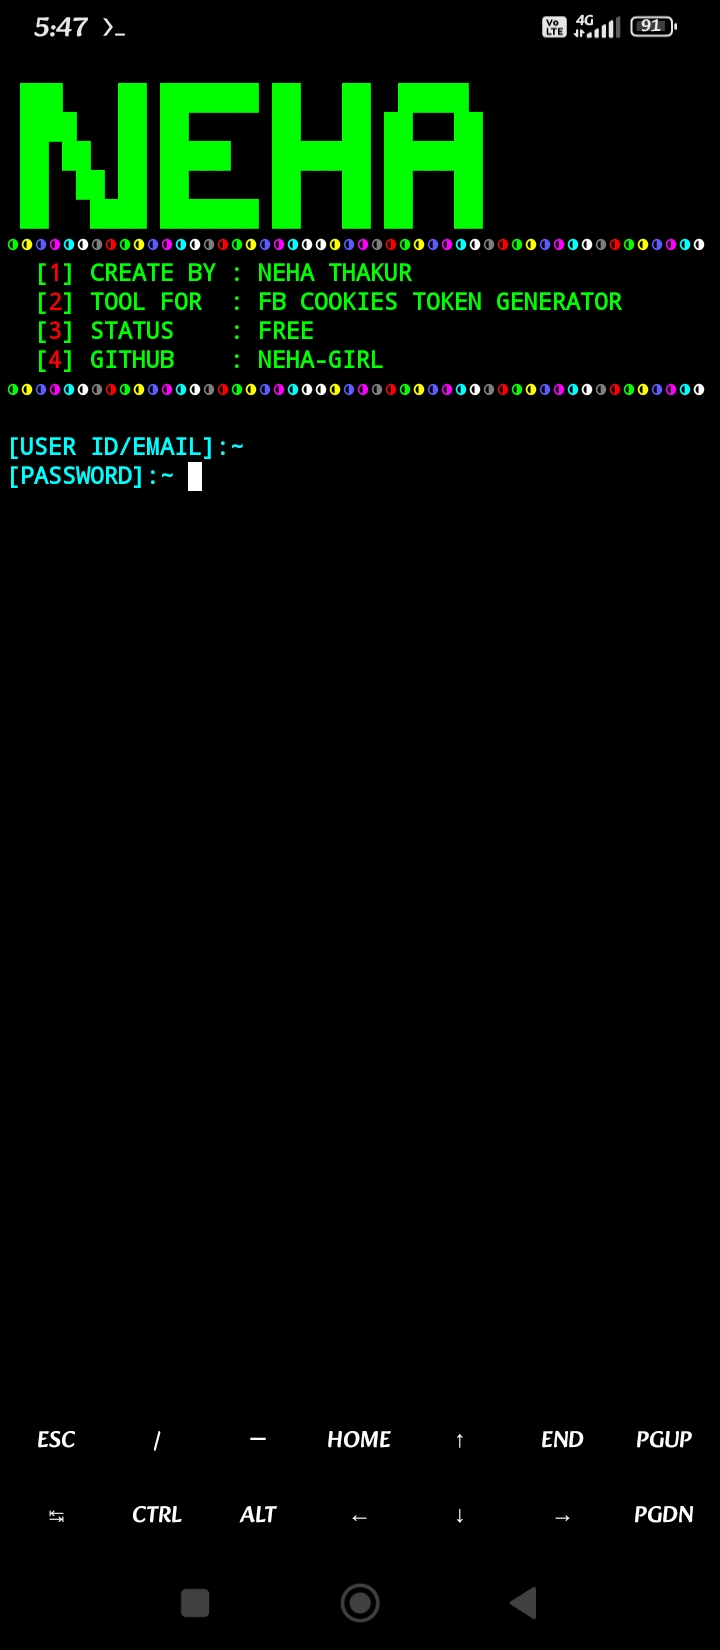 5:47
Vo LTE 4G 91
NEHA
[1] CREATE BY : NEHA THAKUR
[2] TOOL FOR  : FB COOKIES TOKEN GENERATOR
[3] STATUS    : FREE
[4] GITHUB    : NEHA-GIRL
[USER ID/EMAIL]:~
[PASSWORD]:~
ESC / — HOME ↑ END PGUP
↹ CTRL ALT ← ↓ → PGDN